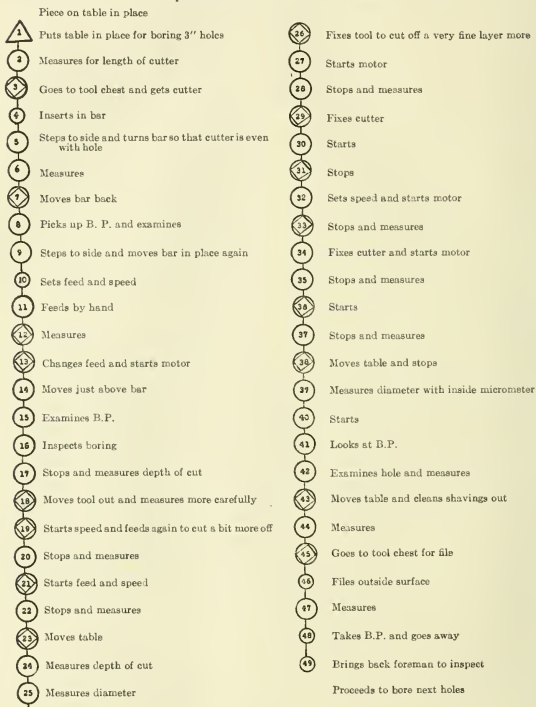 Piece on table in place
1 Puts table in place for boring 3" holes
2 Measures for length of cutter
3 Goes to tool chest and gets cutter
4 Inserts in bar
5 Steps to side and turns bar so that cutter is even
with hole
6 Measures
7 Moves bar back
8 Picks up B. P. and examines
9 Steps to side and moves bar in place again
10 Sets feed and speed
11 Feeds by hand
12 Measures
13 Changes feed and starts motor
14 Moves just above bar
15 Examines B.P.
16 Inspects boring
17 Stops and measures depth of cut
18 Moves tool out and measures more carefully
19 Starts speed and feeds again to cut a bit more off
20 Stops and measures
21 Starts feed and speed
22 Stops and measures
23 Moves table
24 Measures depth of cut
25 Measures diameter
26 Fixes tool to cut off a very fine layer more
27 Starts motor
28 Stops and measures
29 Fixes cutter
30 Starts
31 Stops
32 Sets speed and starts motor
33 Stops and measures
34 Fixes cutter and starts motor
35 Stops and measures
36 Starts
37 Stops and measures
38 Moves table and stops
39 Measures diameter with inside micrometer
40 Starts
41 Looks at B.P.
42 Examines hole and measures
43 Moves table and cleans shavings out
44 Measures
45 Goes to tool chest for file
46 Files outside surface
47 Measures
48 Takes B.P. and goes away
49 Brings back foreman to inspect
Proceeds to bore next holes